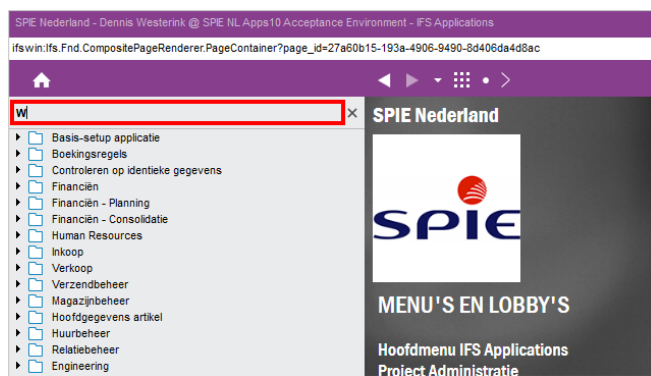 SPIE Nederland - Dennis Westerink @ SPIE NL Apps10 Acceptance Environment - IFS Applications
ifswin:Ifs.Fnd.CompositePageRenderer.PageContainer?page_id=27a60b15-193a-4906-9490-8d406da4d8ac
W
Basis-setup applicatie
Boekingsregels
Controleren op identieke gegevens
Financiën
Financiën - Planning
Financiën - Consolidatie
Human Resources
Inkoop
Verkoop
Verzendbeheer
Magazijnbeheer
Hoofdgegevens artikel
Huurbeheer
Relatiebeheer
Engineering
SPIE Nederland
SPIE
MENU'S EN LOBBY'S
Hoofdmenu IFS Applications
Project Administratie